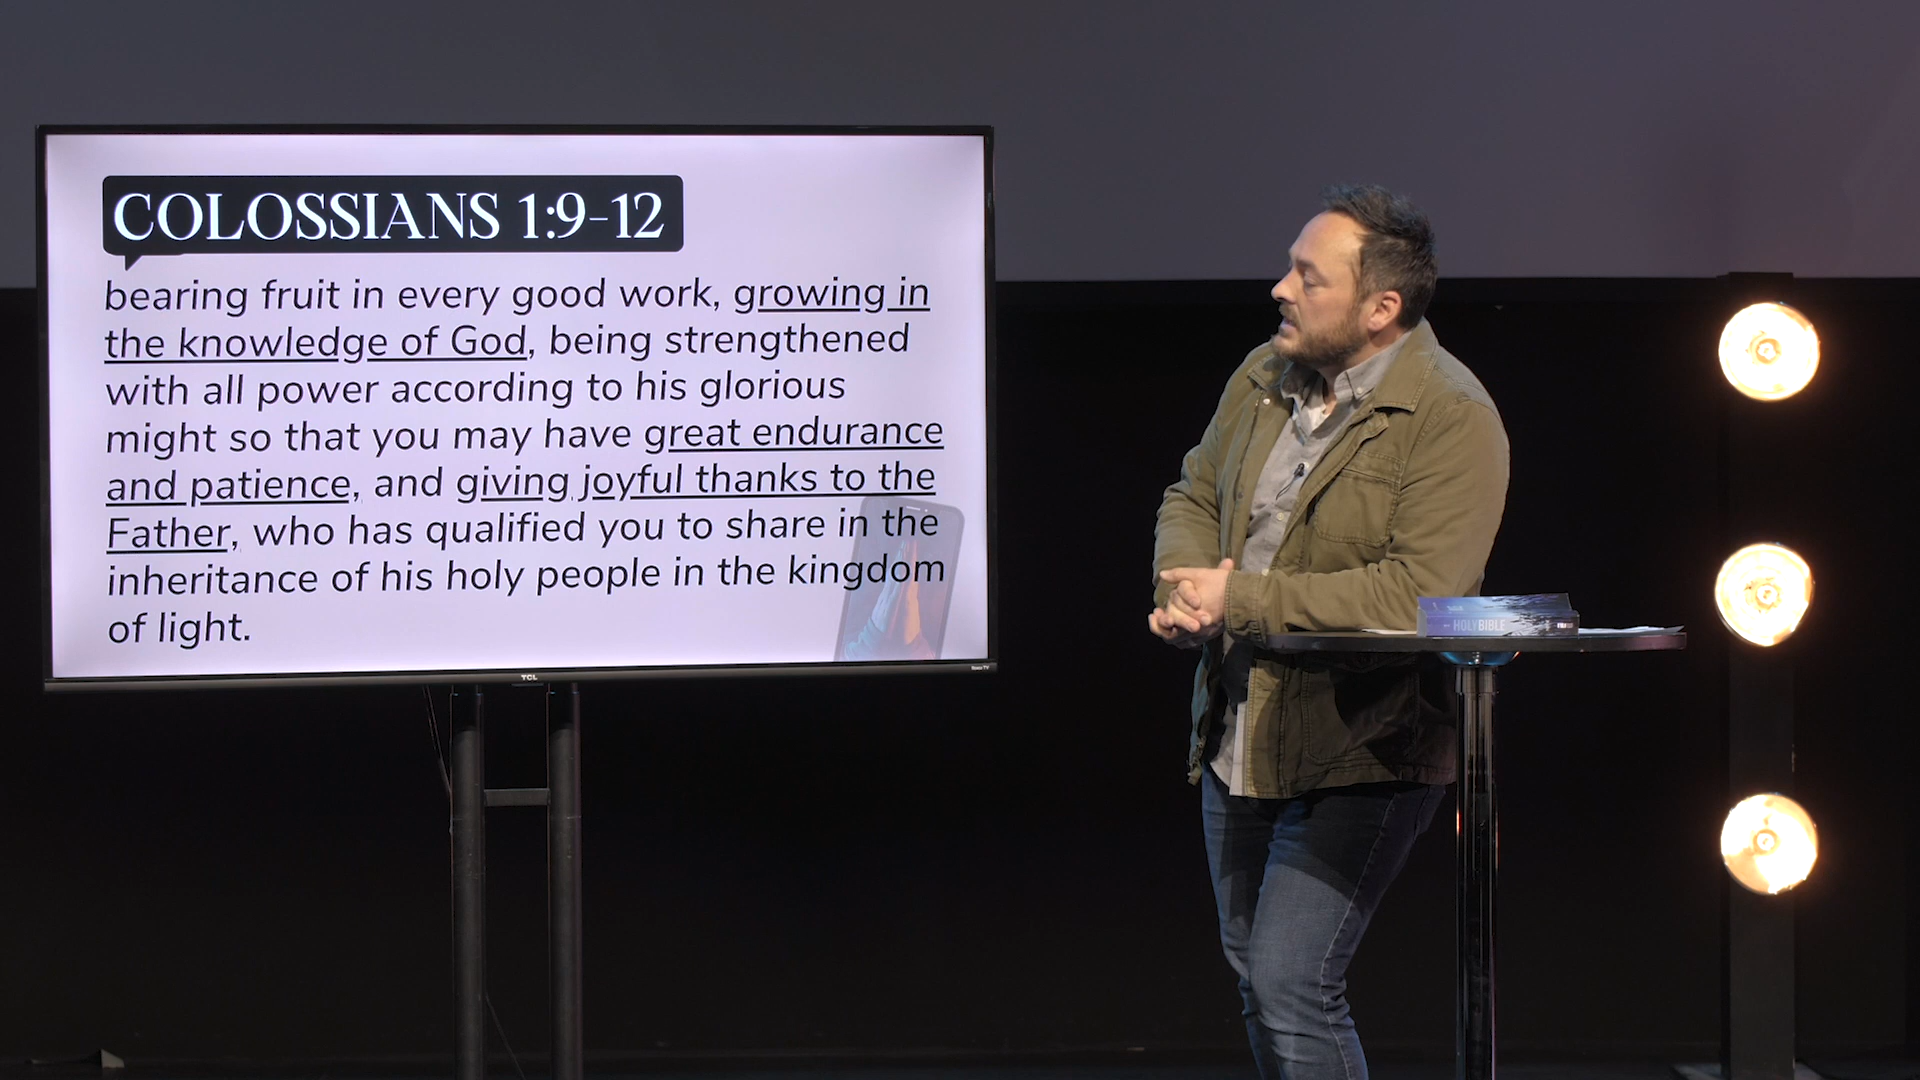 COLOSSIANS 1:9-12
bearing fruit in every good work, growing in
the knowledge of God, being strengthened
with all power according to his glorious
might so that you may have great endurance
and patience, and giving joyful thanks to the
Father, who has qualified you to share in the
inheritance of his holy people in the kingdom
of light.
TCL
Roku TV
HOLY BIBLE